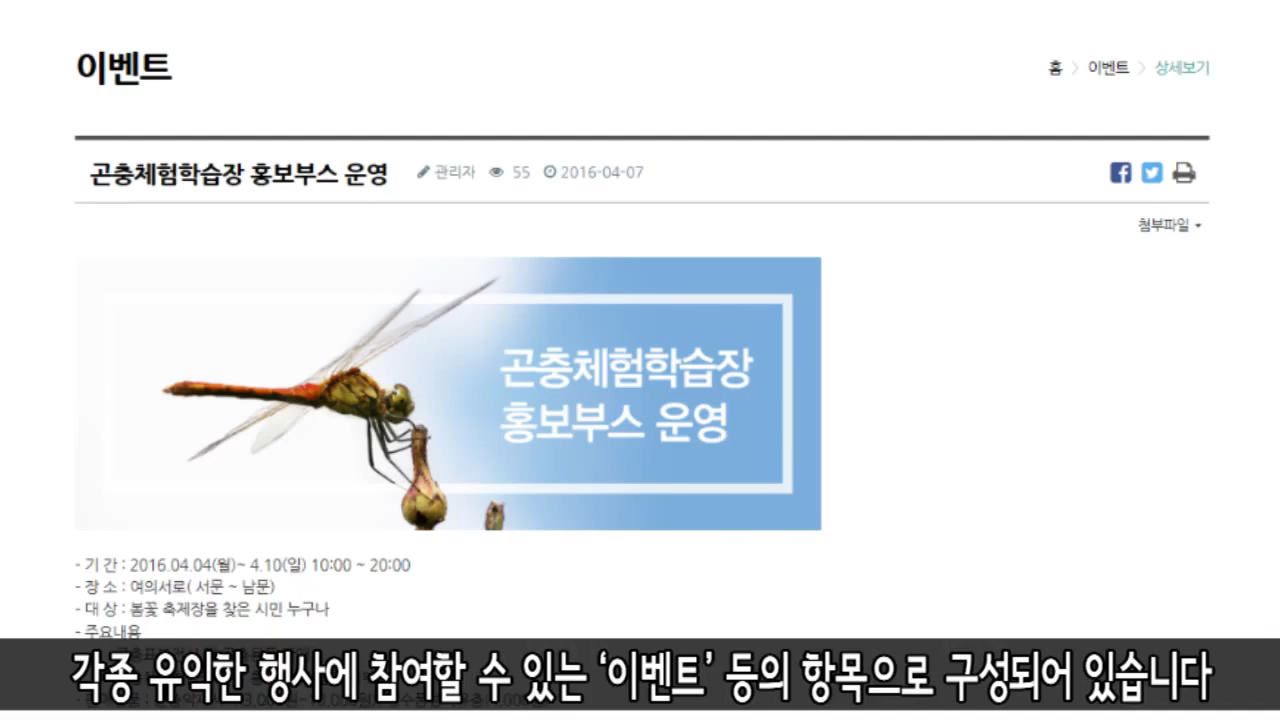 이벤트
홈 > 이벤트 > 상세보기
곤충체험학습장 홍보부스 운영 관리자 55 2016-04-07
첨부파일
곤충체험학습장
홍보부스 운영
- 기 간 : 2016.04.04(월)~ 4.10(일) 10:00 ~ 20:00
- 장 소 : 여의서로( 서문 ~ 남문)
- 대 상 : 봄꽃 축제장을 찾은 시민 누구나
- 주요내용
각종 유익한 행사에 참여할 수 있는 ‘이벤트’ 등의 항목으로 구성되어 있습니다